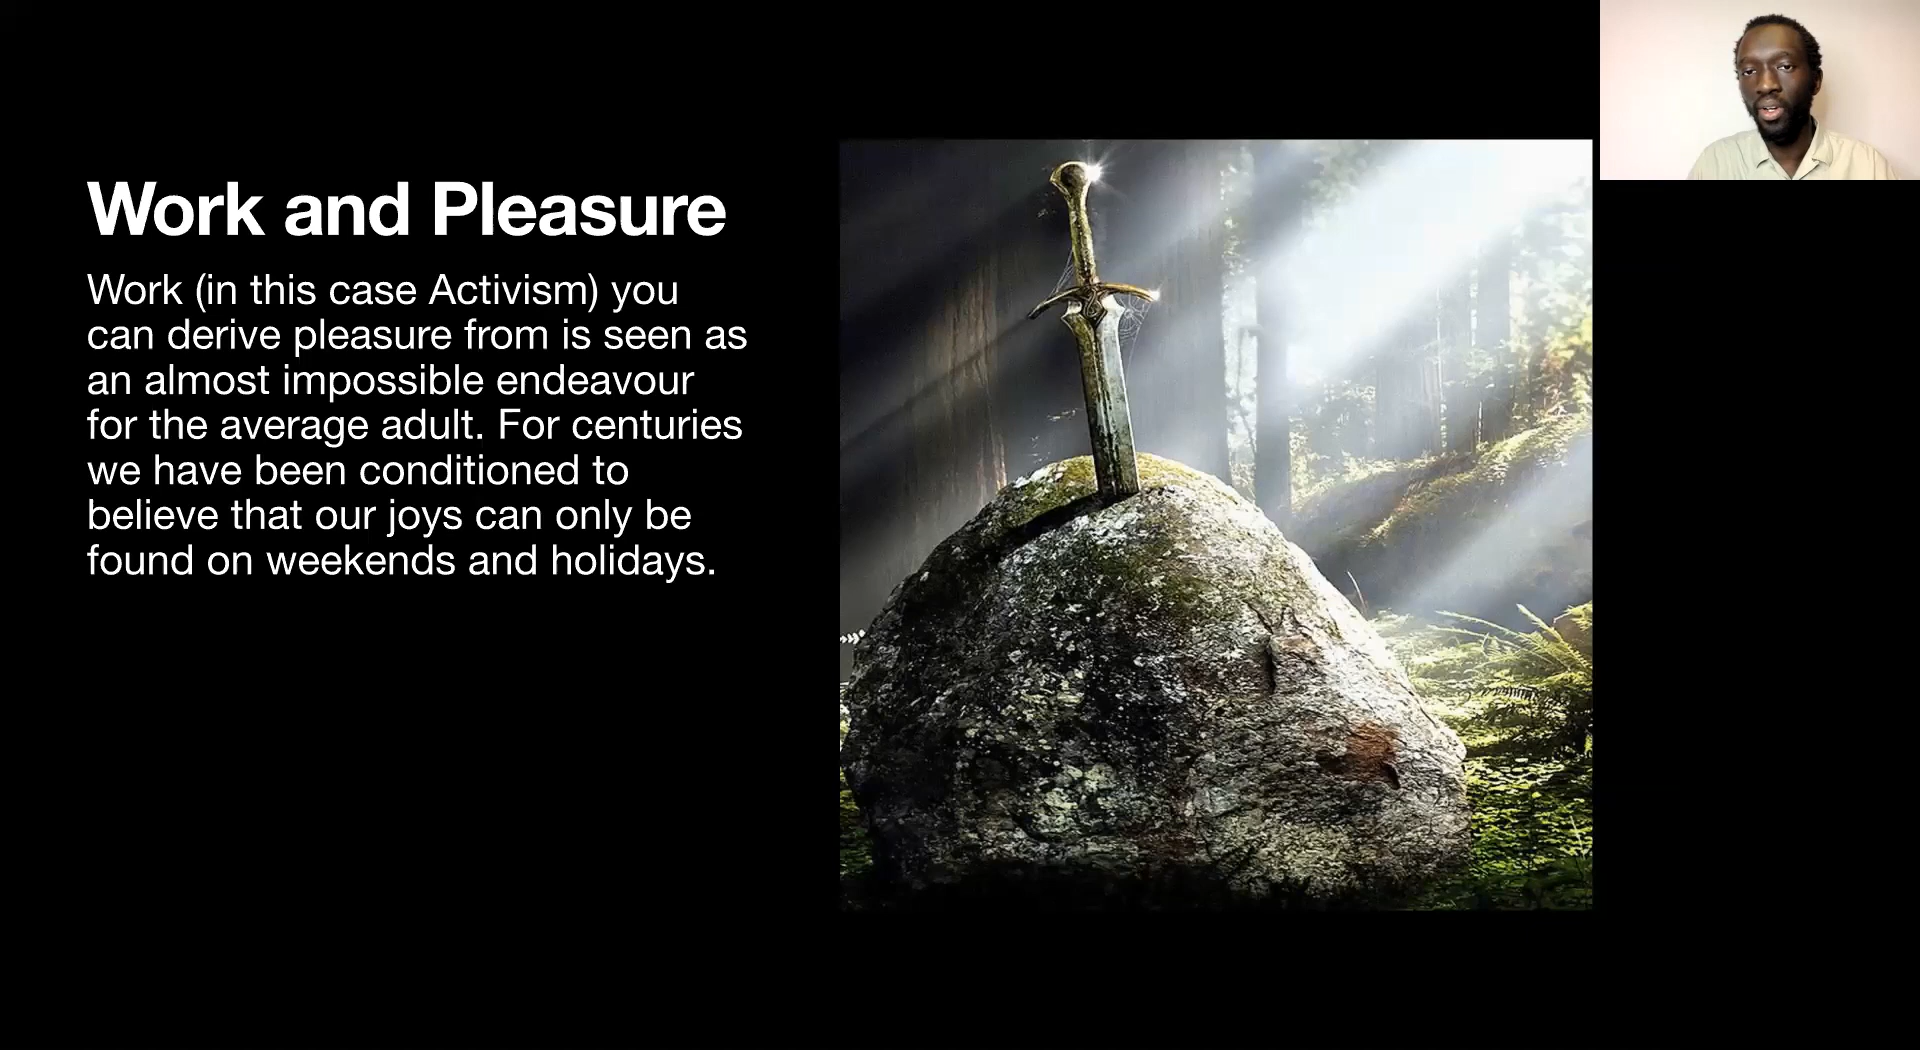 Work and Pleasure
Work (in this case Activism) you
can derive pleasure from is seen as
an almost impossible endeavour
for the average adult. For centuries
we have been conditioned to
believe that our joys can only be
found on weekends and holidays.